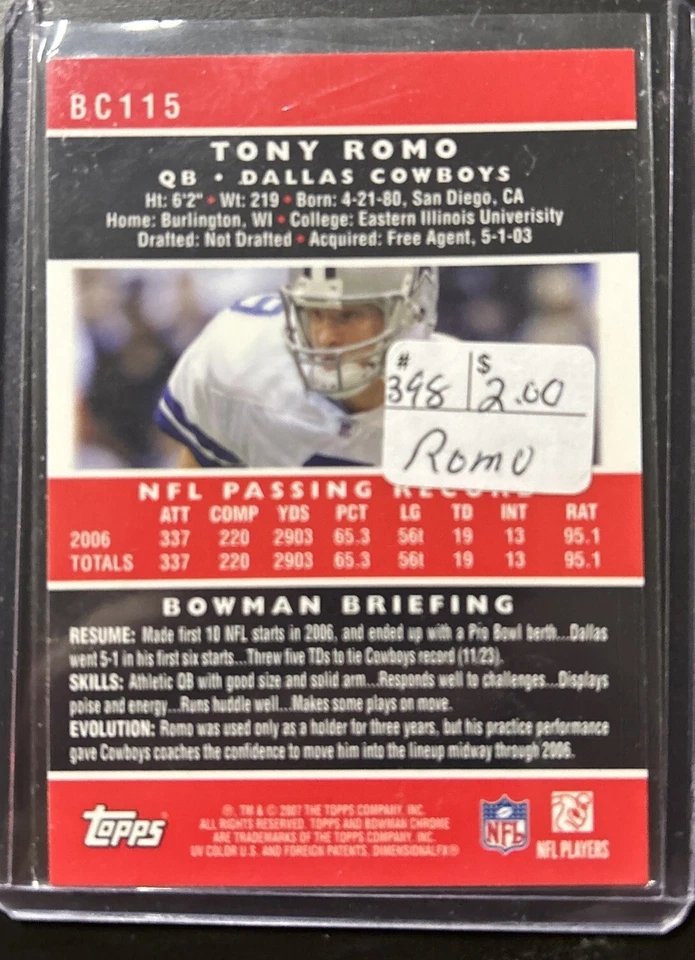 BC115
TONY ROMO
QB • DALLAS COWBOYS
Ht: 6'2" • Wt: 219 • Born: 4-21-80, San Diego, CA
Home: Burlington, WI • College: Eastern Illinois Univerisity
Drafted: Not Drafted • Acquired: Free Agent, 5-1-03
# $
398 2.00
Romo
NFL PASSING RECORD
ATT COMP YDS PCT LG TD INT RAT
2006 337 220 2903 65.3 56t 19 13 95.1
TOTALS 337 220 2903 65.3 56t 19 13 95.1
BOWMAN BRIEFING
RESUME: Made first 10 NFL starts in 2006, and ended up with a Pro Bowl berth...Dallas
went 5-1 in his first six starts...Threw five TDs to tie Cowboys record (11/23).
SKILLS: Athletic QB with good size and solid arm...Responds well to challenges...Displays
poise and energy...Runs huddle well...Makes some plays on move.
EVOLUTION: Romo was used only as a holder for three years, but his practice performance
gave Cowboys coaches the confidence to move him into the lineup midway through 2006.
topps
®, TM & © 2007 THE TOPPS COMPANY, INC.
ALL RIGHTS RESERVED. TOPPS AND BOWMAN CHROME
ARE TRADEMARKS OF THE TOPPS COMPANY, INC.
UV COLOR U.S. AND FOREIGN PATENTS, DIMENSIONALFX®
NFL
NFL PLAYERS